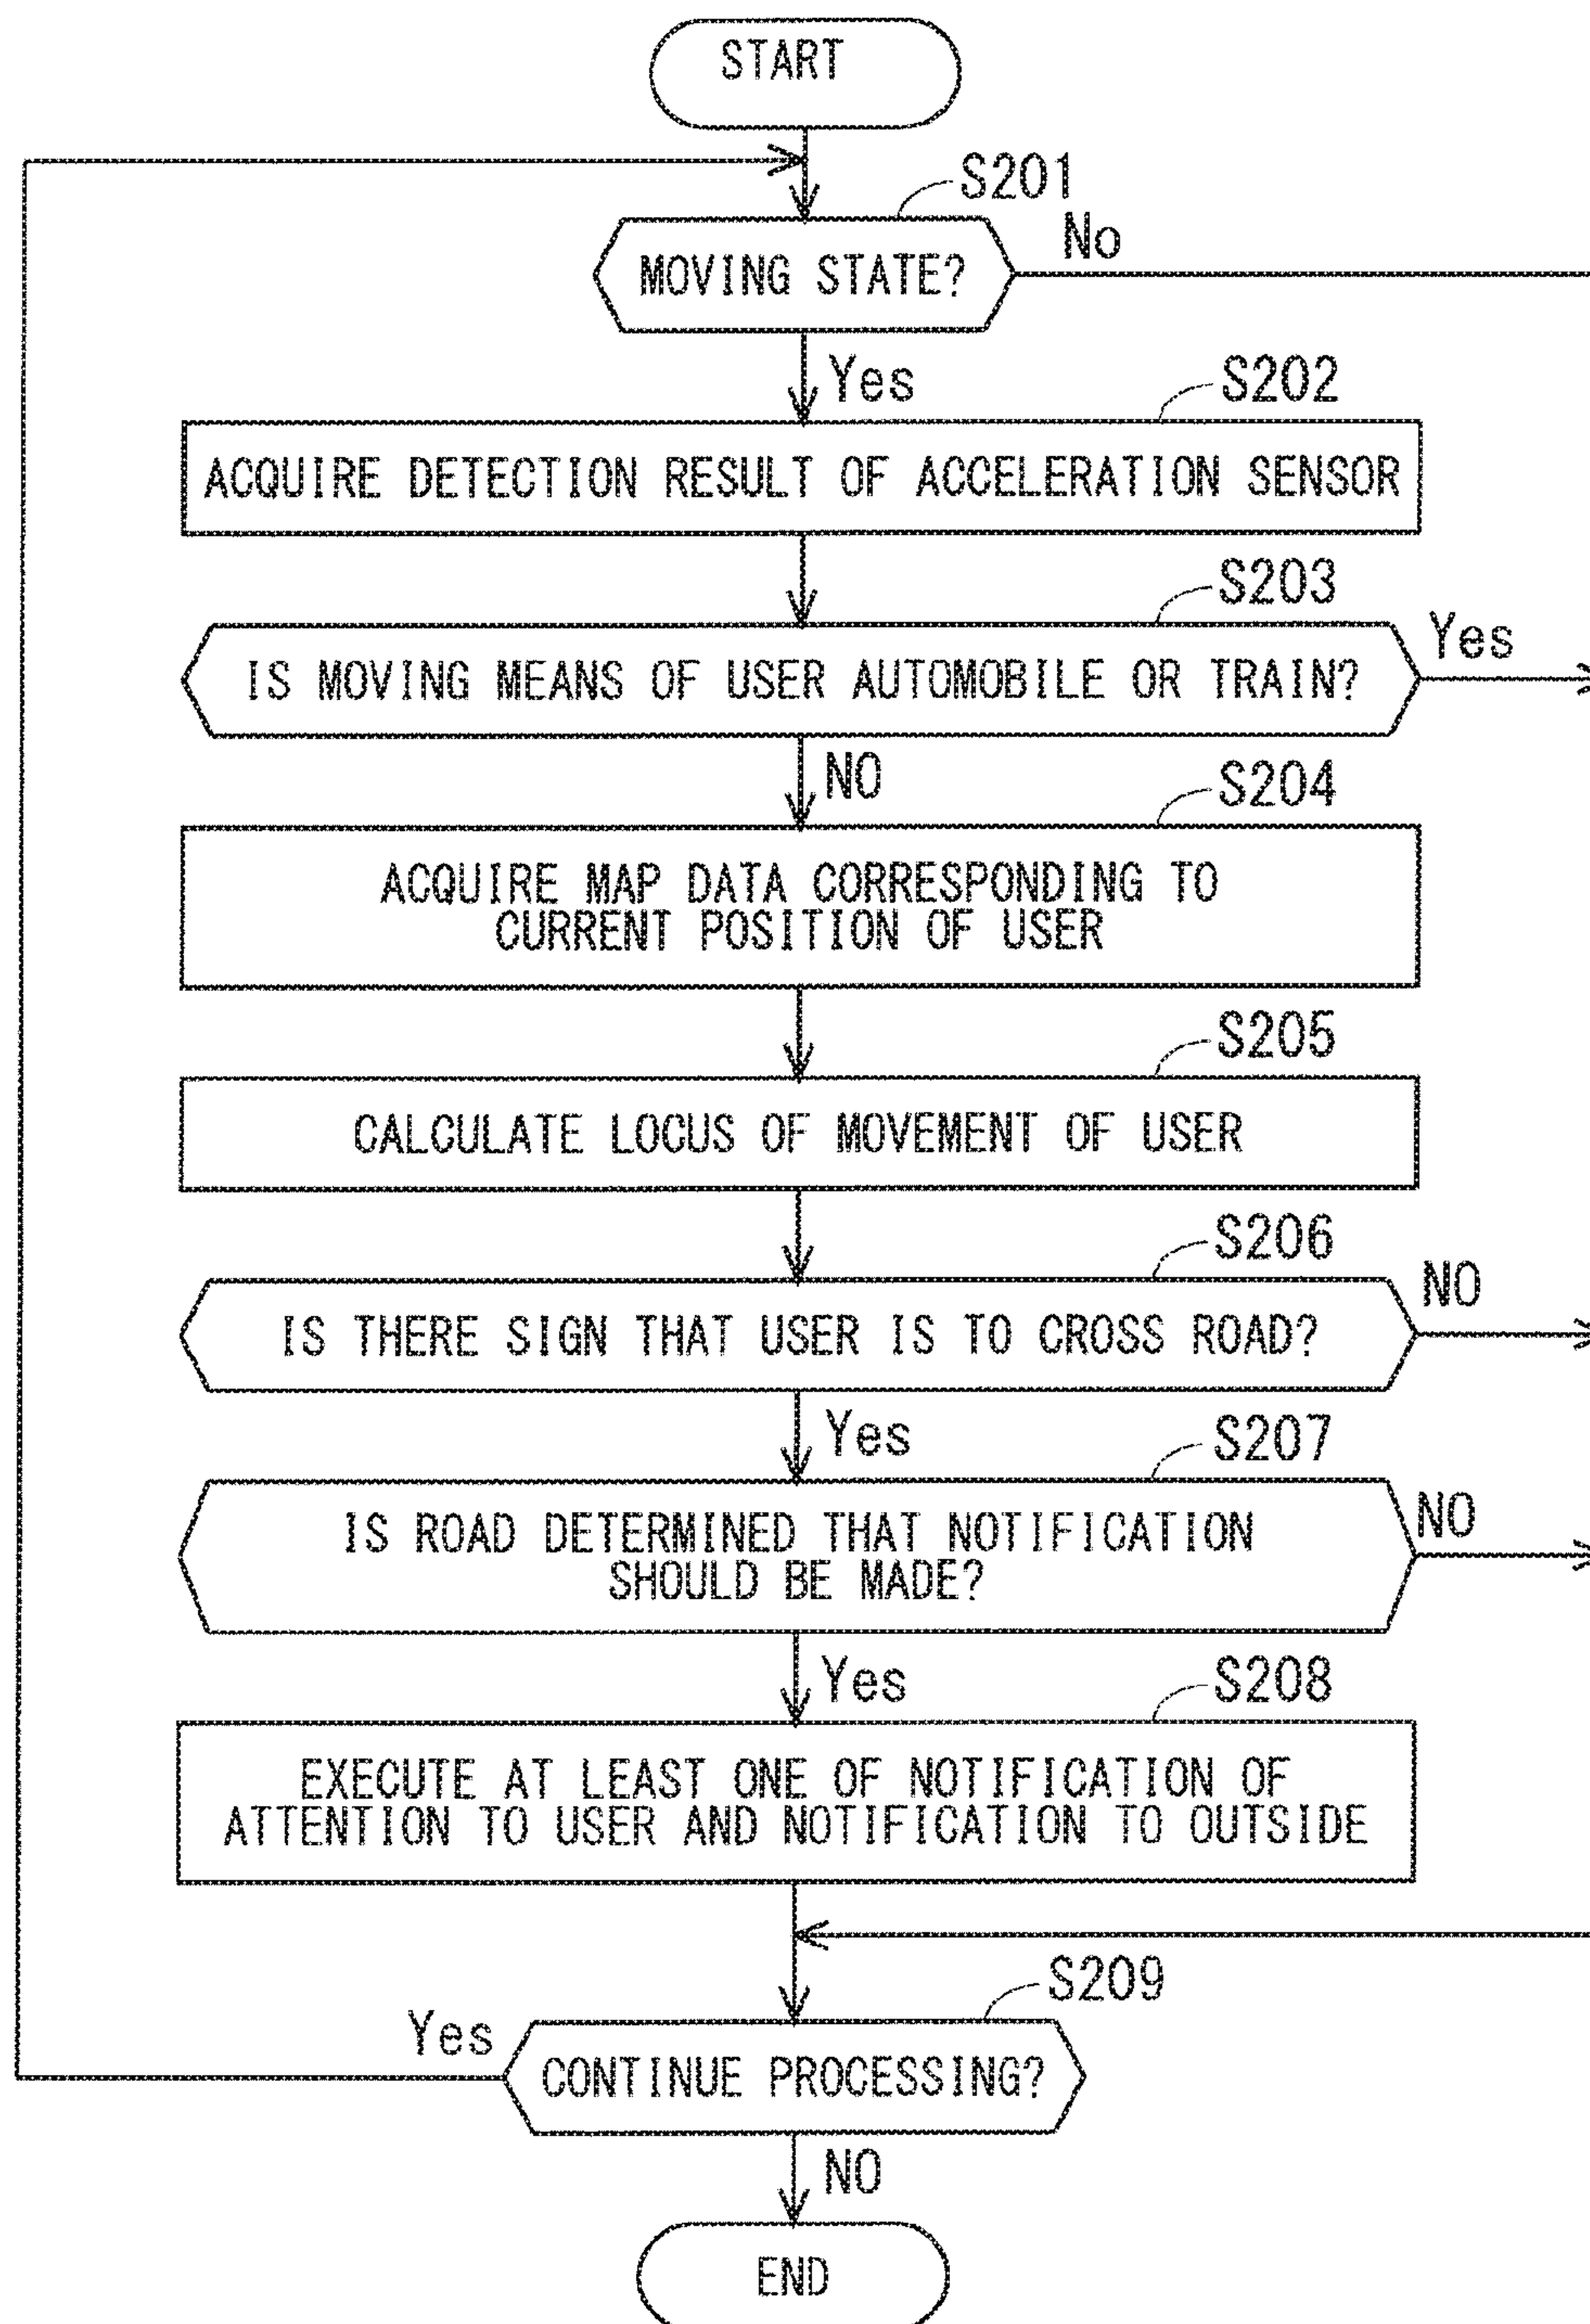 START
S201
No
MOVING STATE?
Yes
S202
ACQUIRE DETECTION RESULT OF ACCELERATION SENSOR
S203
Yes
IS MOVING MEANS OF USER AUTOMOBILE OR TRAIN?
NO
S204
ACQUIRE MAP DATA CORRESPONDING TO
CURRENT POSITION OF USER
S205
CALCULATE LOCUS OF MOVEMENT OF USER
S206
NO
IS THERE SIGN THAT USER IS TO CROSS ROAD?
Yes
S207
NO
IS ROAD DETERMINED THAT NOTIFICATION
SHOULD BE MADE?
Yes
S208
EXECUTE AT LEAST ONE OF NOTIFICATION OF
ATTENTION TO USER AND NOTIFICATION TO OUTSIDE
S209
Yes
CONTINUE PROCESSING?
NO
END